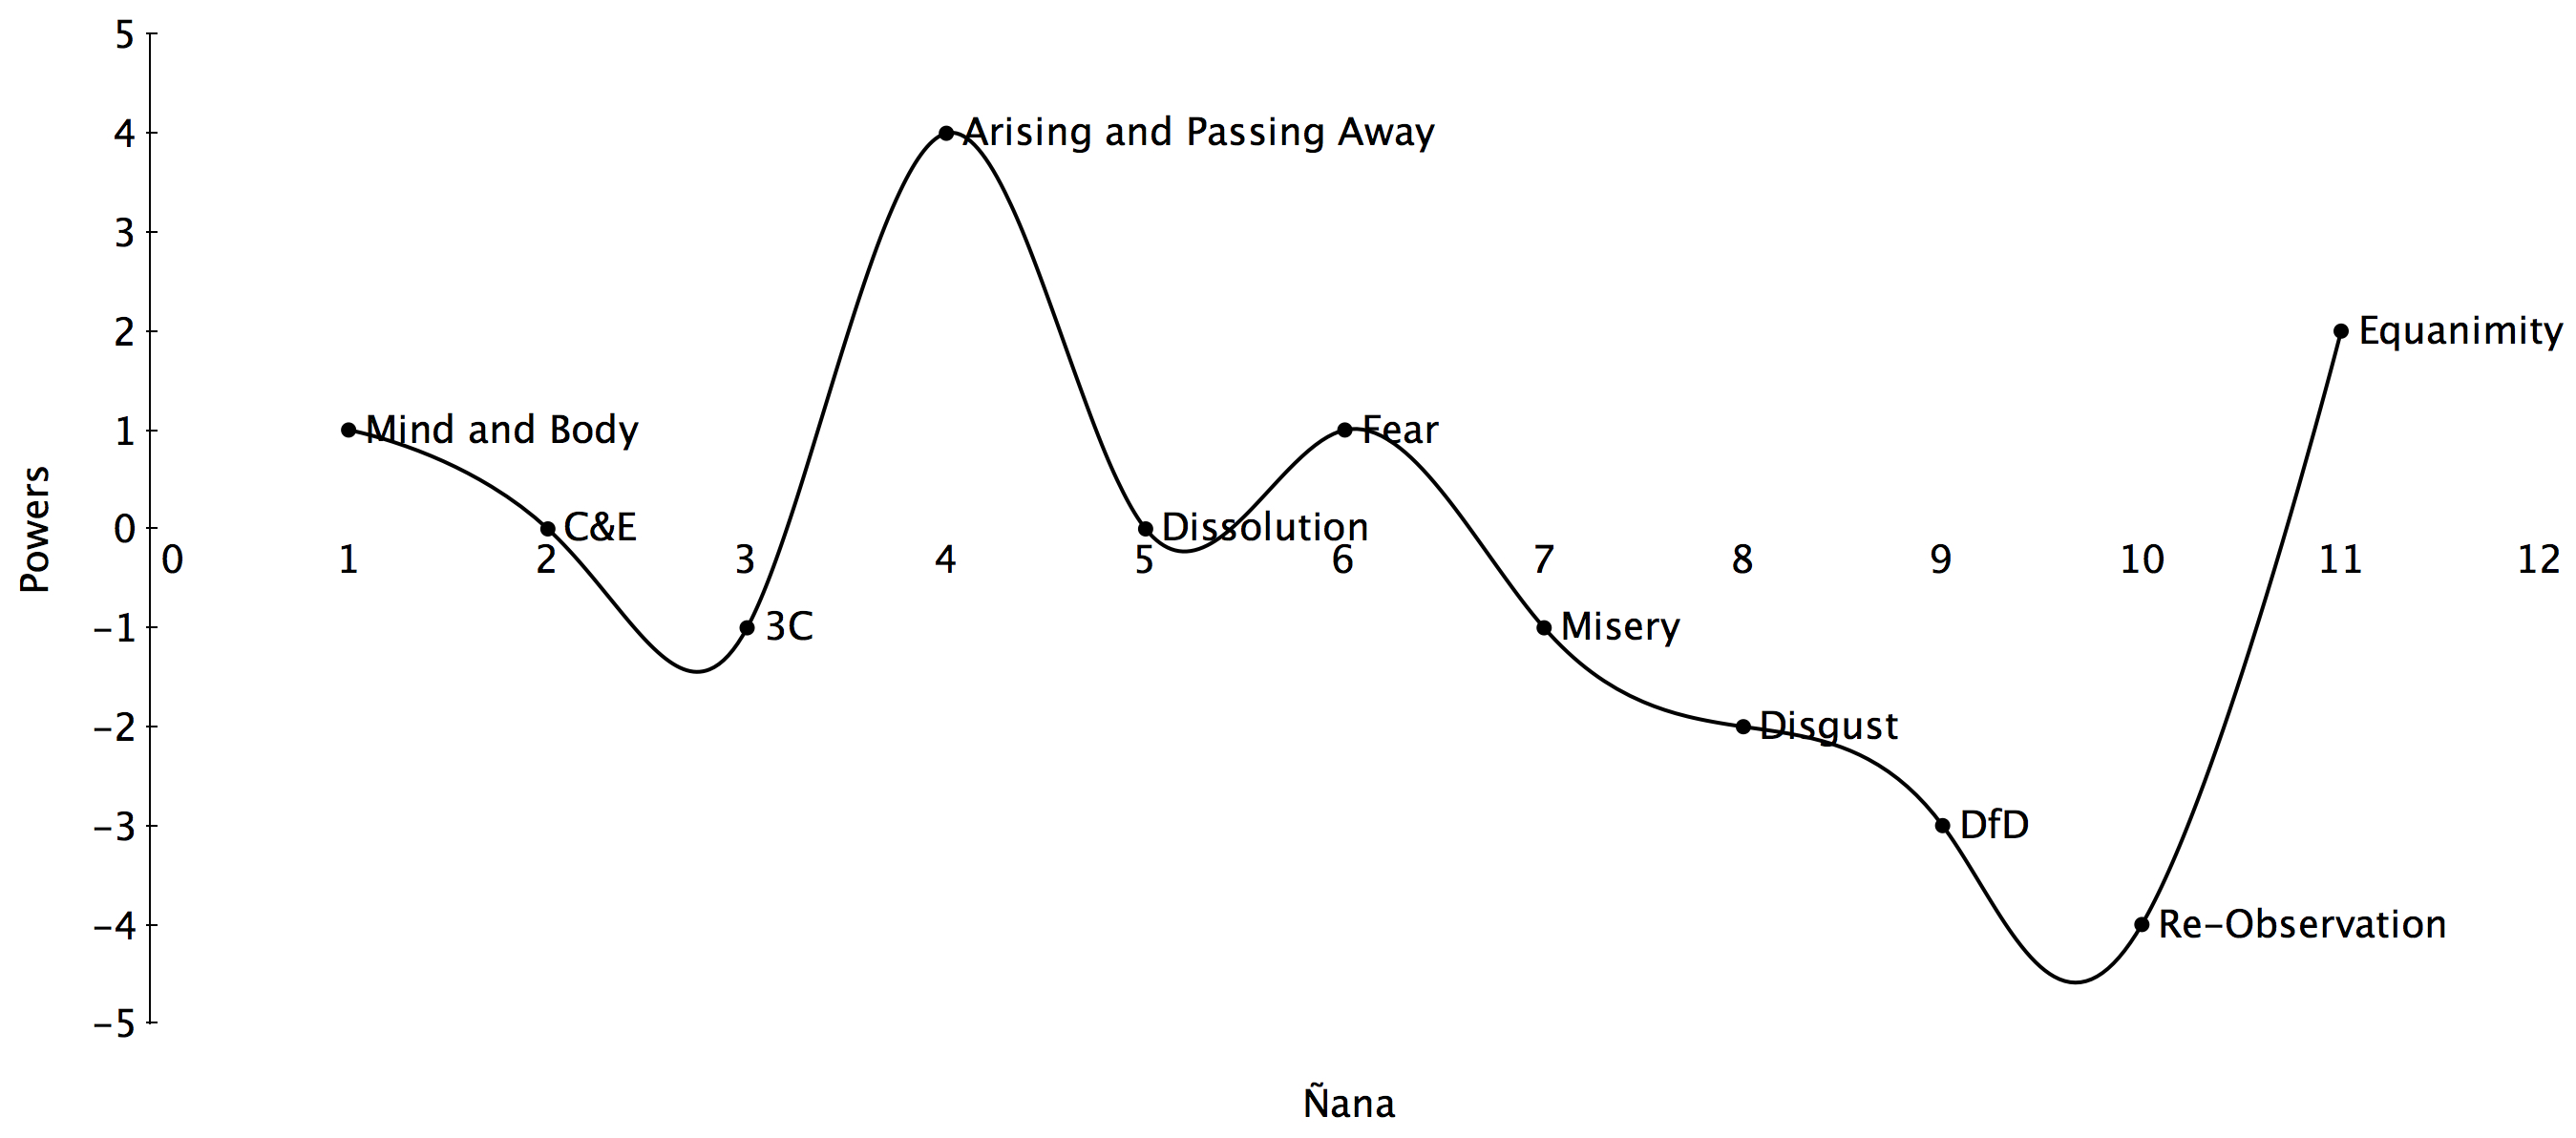 5
4
Arising and Passing Away
3
2
Equanimity
1
Mind and Body
Fear
0
C&E
Dissolution
0 1 2 3 4 5 6 7 8 9 10 11 12
Powers
−1
3C
Misery
−2
Disgust
−3
DfD
−4
Re−Observation
−5
Ñana